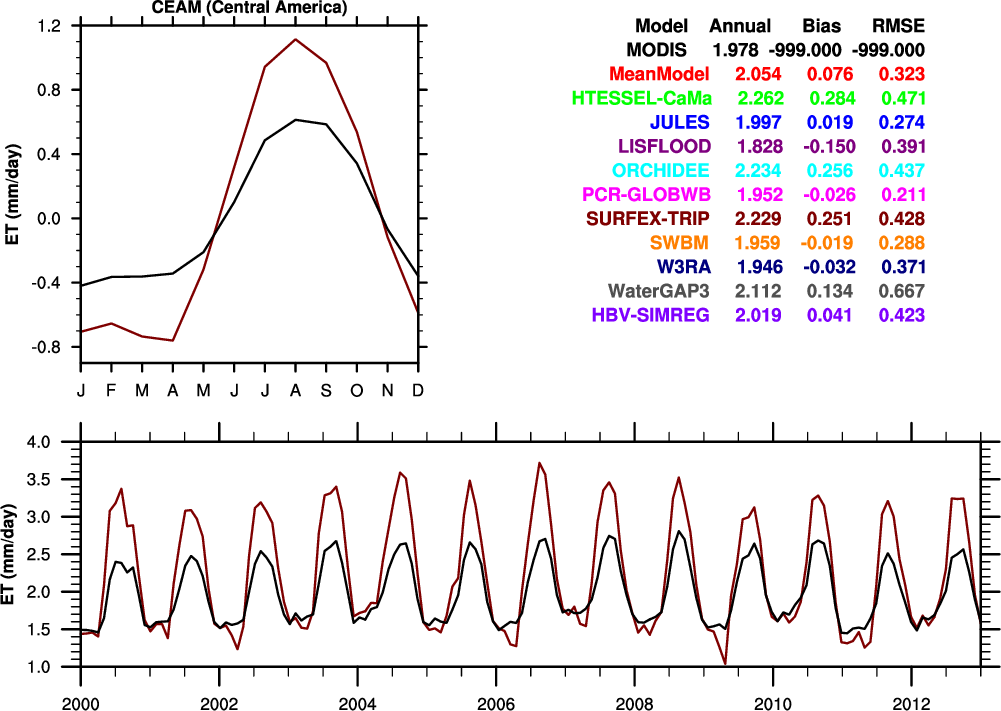 CEAM (Central America)
ET (mm/day)
1.2
0.8
0.4
0.0
-0.4
-0.8
J F M A M J J A S O N D
Model Annual Bias RMSE
MODIS 1.978 -999.000 -999.000
MeanModel 2.054 0.076 0.323
HTESSEL-CaMa 2.262 0.284 0.471
JULES 1.997 0.019 0.274
LISFLOOD 1.828 -0.150 0.391
ORCHIDEE 2.234 0.256 0.437
PCR-GLOBWB 1.952 -0.026 0.211
SURFEX-TRIP 2.229 0.251 0.428
SWBM 1.959 -0.019 0.288
W3RA 1.946 -0.032 0.371
WaterGAP3 2.112 0.134 0.667
HBV-SIMREG 2.019 0.041 0.423
ET (mm/day)
4.0
3.5
3.0
2.5
2.0
1.5
1.0
2000 2002 2004 2006 2008 2010 2012